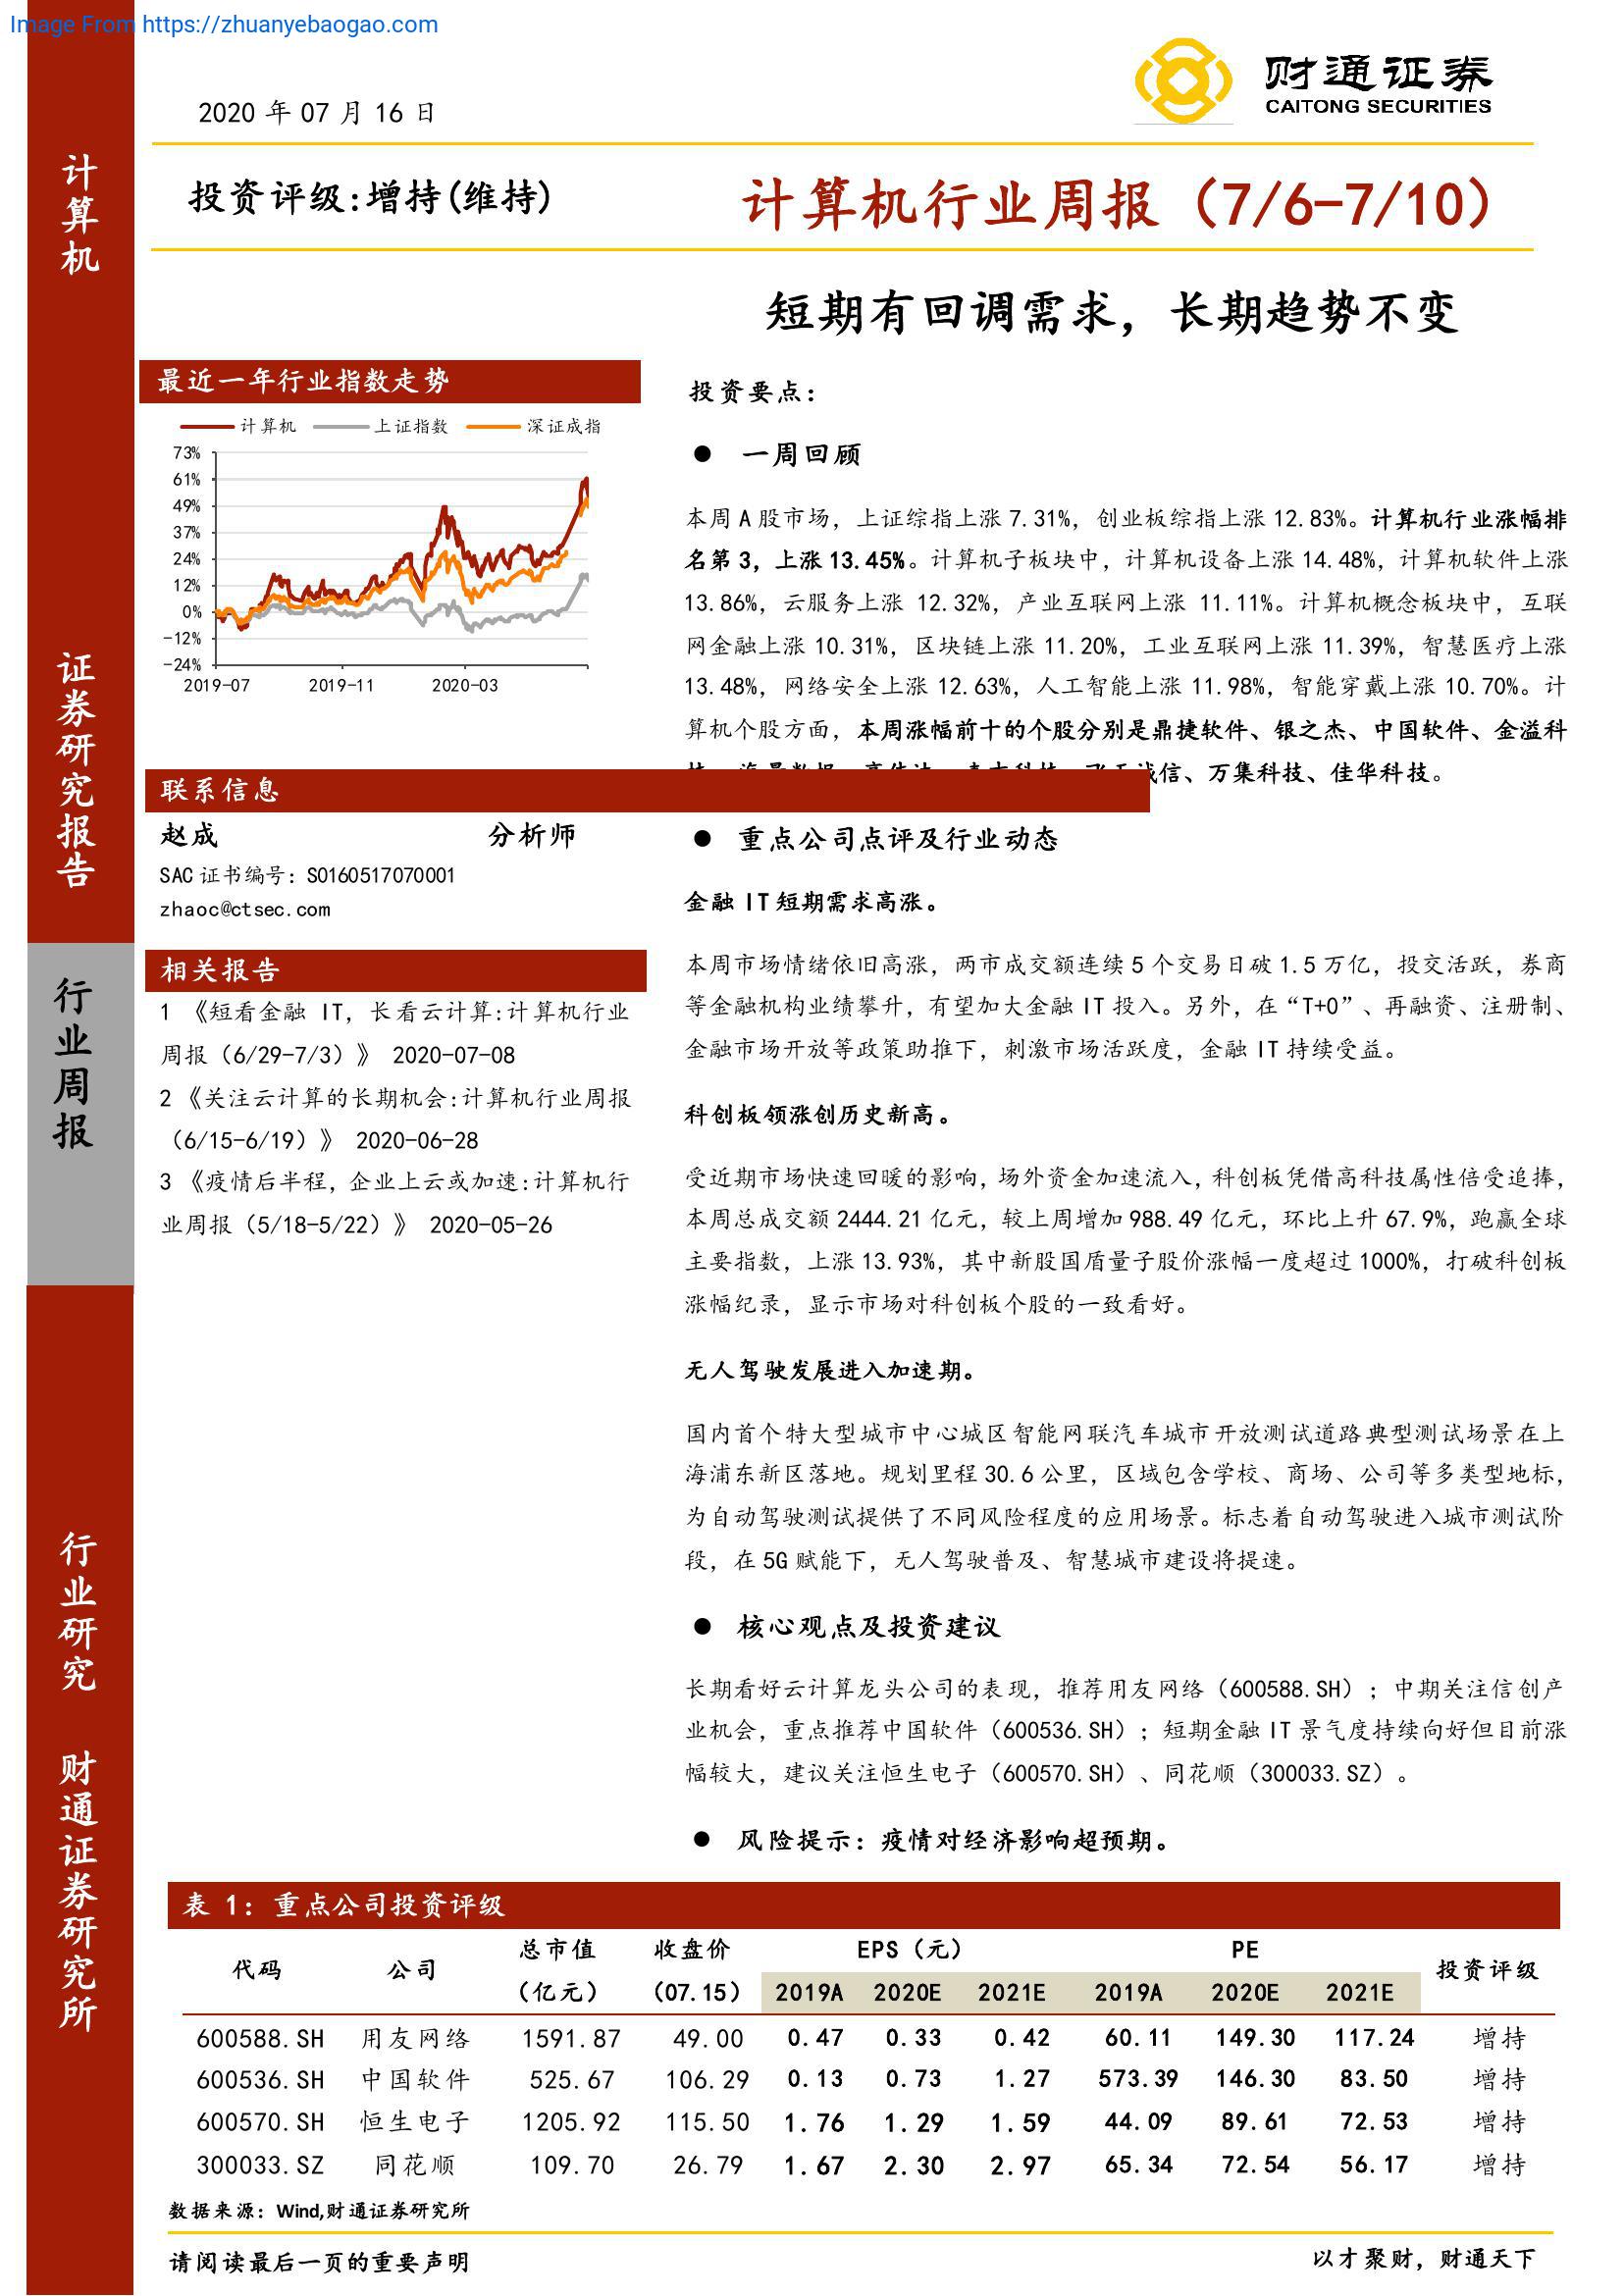 Image From https://zhuanyebaogao.com
财通证券
CAITONG SECURITIES
2020 年 07 月 16 日
投资评级:增持(维持)
计算机行业周报（7/6-7/10）
短期有回调需求，长期趋势不变
计算机
证券研究报告
行业周报
行业研究
财通证券研究所
最近一年行业指数走势
计算机 上证指数 深证成指
73%
61%
49%
37%
24%
12%
0%
-12%
-24%
2019-07 2019-11 2020-03
联系信息
赵成 分析师
SAC 证书编号：S0160517070001
zhaoc@ctsec.com
相关报告
1 《短看金融 IT，长看云计算:计算机行业
周报（6/29-7/3）》 2020-07-08
2 《关注云计算的长期机会:计算机行业周报
（6/15-6/19）》 2020-06-28
3 《疫情后半程，企业上云或加速:计算机行
业周报（5/18-5/22）》 2020-05-26
投资要点：
● 一周回顾
本周 A 股市场，上证综指上涨 7.31%，创业板综指上涨 12.83%。计算机行业涨幅排
名第 3，上涨 13.45%。计算机子板块中，计算机设备上涨 14.48%，计算机软件上涨
13.86%，云服务上涨 12.32%，产业互联网上涨 11.11%。计算机概念板块中，互联
网金融上涨 10.31%，区块链上涨 11.20%，工业互联网上涨 11.39%，智慧医疗上涨
13.48%，网络安全上涨 12.63%，人工智能上涨 11.98%，智能穿戴上涨 10.70%。计
算机个股方面，本周涨幅前十的个股分别是鼎捷软件、银之杰、中国软件、金溢科
诚信、万集科技、佳华科技。
● 重点公司点评及行业动态
金融 IT 短期需求高涨。
本周市场情绪依旧高涨，两市成交额连续 5 个交易日破 1.5 万亿，投交活跃，券商
等金融机构业绩攀升，有望加大金融 IT 投入。另外，在“T+0”、再融资、注册制、
金融市场开放等政策助推下，刺激市场活跃度，金融 IT 持续受益。
科创板领涨创历史新高。
受近期市场快速回暖的影响，场外资金加速流入，科创板凭借高科技属性倍受追捧，
本周总成交额 2444.21 亿元，较上周增加 988.49 亿元，环比上升 67.9%，跑赢全球
主要指数，上涨 13.93%，其中新股国盾量子股价涨幅一度超过 1000%，打破科创板
涨幅纪录，显示市场对科创板个股的一致看好。
无人驾驶发展进入加速期。
国内首个特大型城市中心城区智能网联汽车城市开放测试道路典型测试场景在上
海浦东新区落地。规划里程 30.6 公里，区域包含学校、商场、公司等多类型地标，
为自动驾驶测试提供了不同风险程度的应用场景。标志着自动驾驶进入城市测试阶
段，在 5G 赋能下，无人驾驶普及、智慧城市建设将提速。
● 核心观点及投资建议
长期看好云计算龙头公司的表现，推荐用友网络（600588.SH）；中期关注信创产
业机会，重点推荐中国软件（600536.SH）；短期金融 IT 景气度持续向好但目前涨
幅较大，建议关注恒生电子（600570.SH）、同花顺（300033.SZ）。
● 风险提示：疫情对经济影响超预期。
表 1：重点公司投资评级
代码 公司 总市值 收盘价 EPS（元） PE 投资评级
（亿元） （07.15） 2019A 2020E 2021E 2019A 2020E 2021E
600588.SH 用友网络 1591.87 49.00 0.47 0.33 0.42 60.11 149.30 117.24 增持
600536.SH 中国软件 525.67 106.29 0.13 0.73 1.27 573.39 146.30 83.50 增持
600570.SH 恒生电子 1205.92 115.50 1.76 1.29 1.59 44.09 89.61 72.53 增持
300033.SZ 同花顺 109.70 26.79 1.67 2.30 2.97 65.34 72.54 56.17 增持
数据来源：Wind,财通证券研究所
请阅读最后一页的重要声明
以才聚财，财通天下